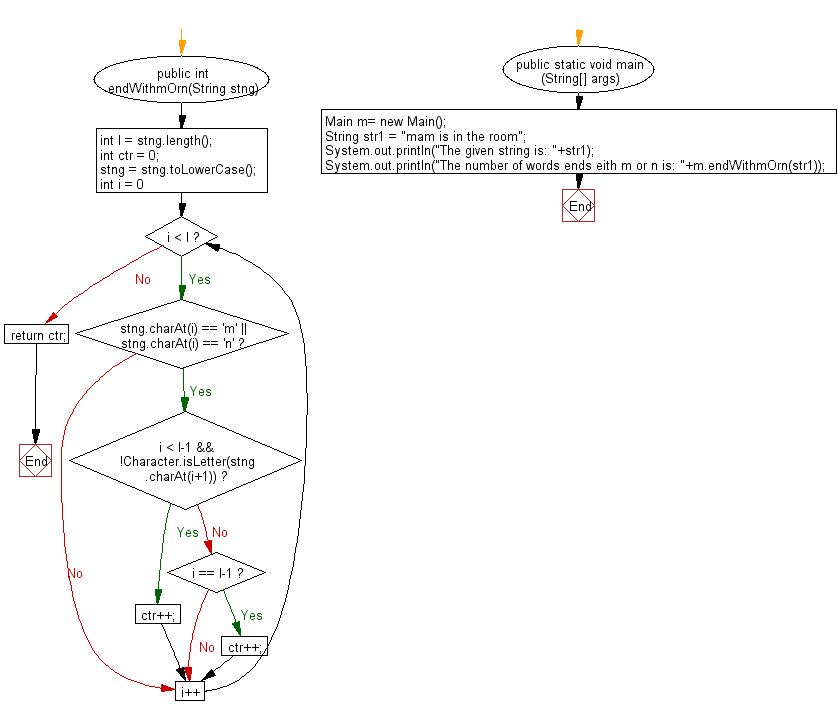 public int
endWithmOrn(String stng)
int l = stng.length();
int ctr = 0;
stng = stng.toLowerCase();
int i = 0
i < l ?
No
Yes
return ctr;
End
stng.charAt(i) == 'm' ||
stng.charAt(i) == 'n' ?
Yes
i < l-1 &&
!Character.isLetter(stng
.charAt(i+1)) ?
Yes
No
No
i == l-1 ?
ctr++;
Yes
No
ctr++;
i++
public static void main
(String[] args)
Main m= new Main();
String str1 = "mam is in the room";
System.out.println("The given string is: "+str1);
System.out.println("The number of words ends eith m or n is: "+m.endWithmOrn(str1));
End